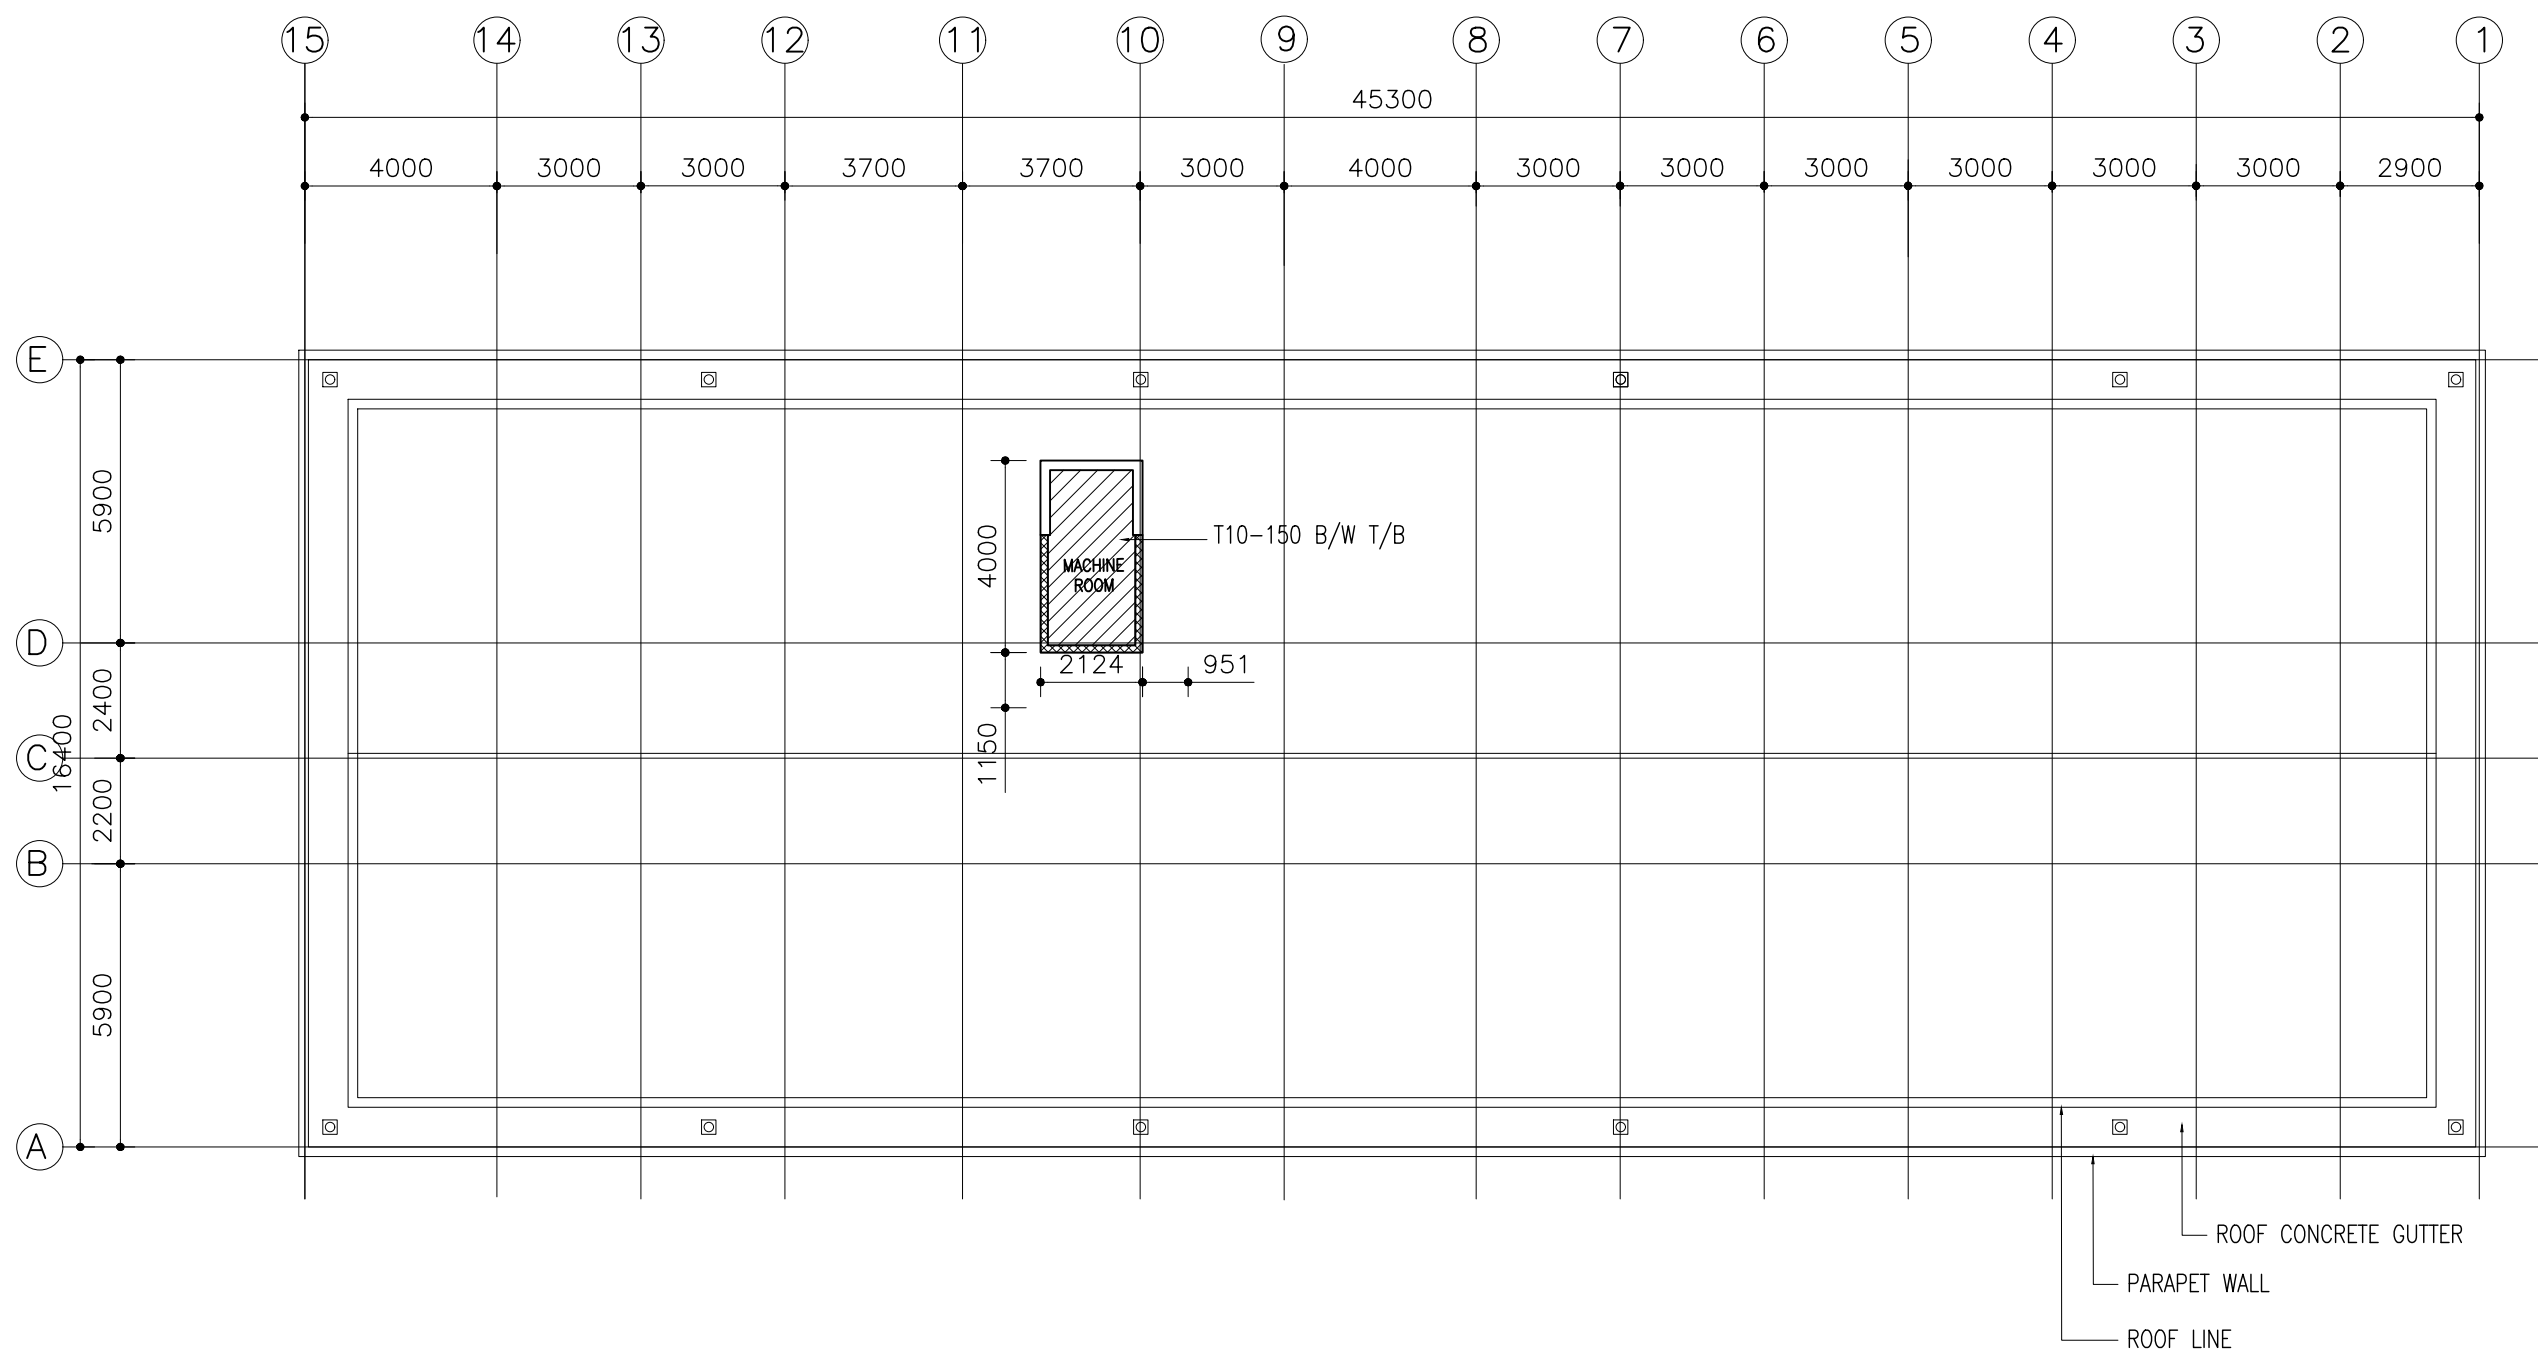 15 14 13 12 11 10 9 8 7 6 5 4 3 2 1
45300
4000 3000 3000 3700 3700 3000 4000 3000 3000 3000 3000 3000 3000 2900
E
5900
4000
T10-150 B/W T/B
MACHINE
ROOM
D
2124 951
2400
1150
16400
C
2200
B
5900
A
ROOF CONCRETE GUTTER
PARAPET WALL
ROOF LINE